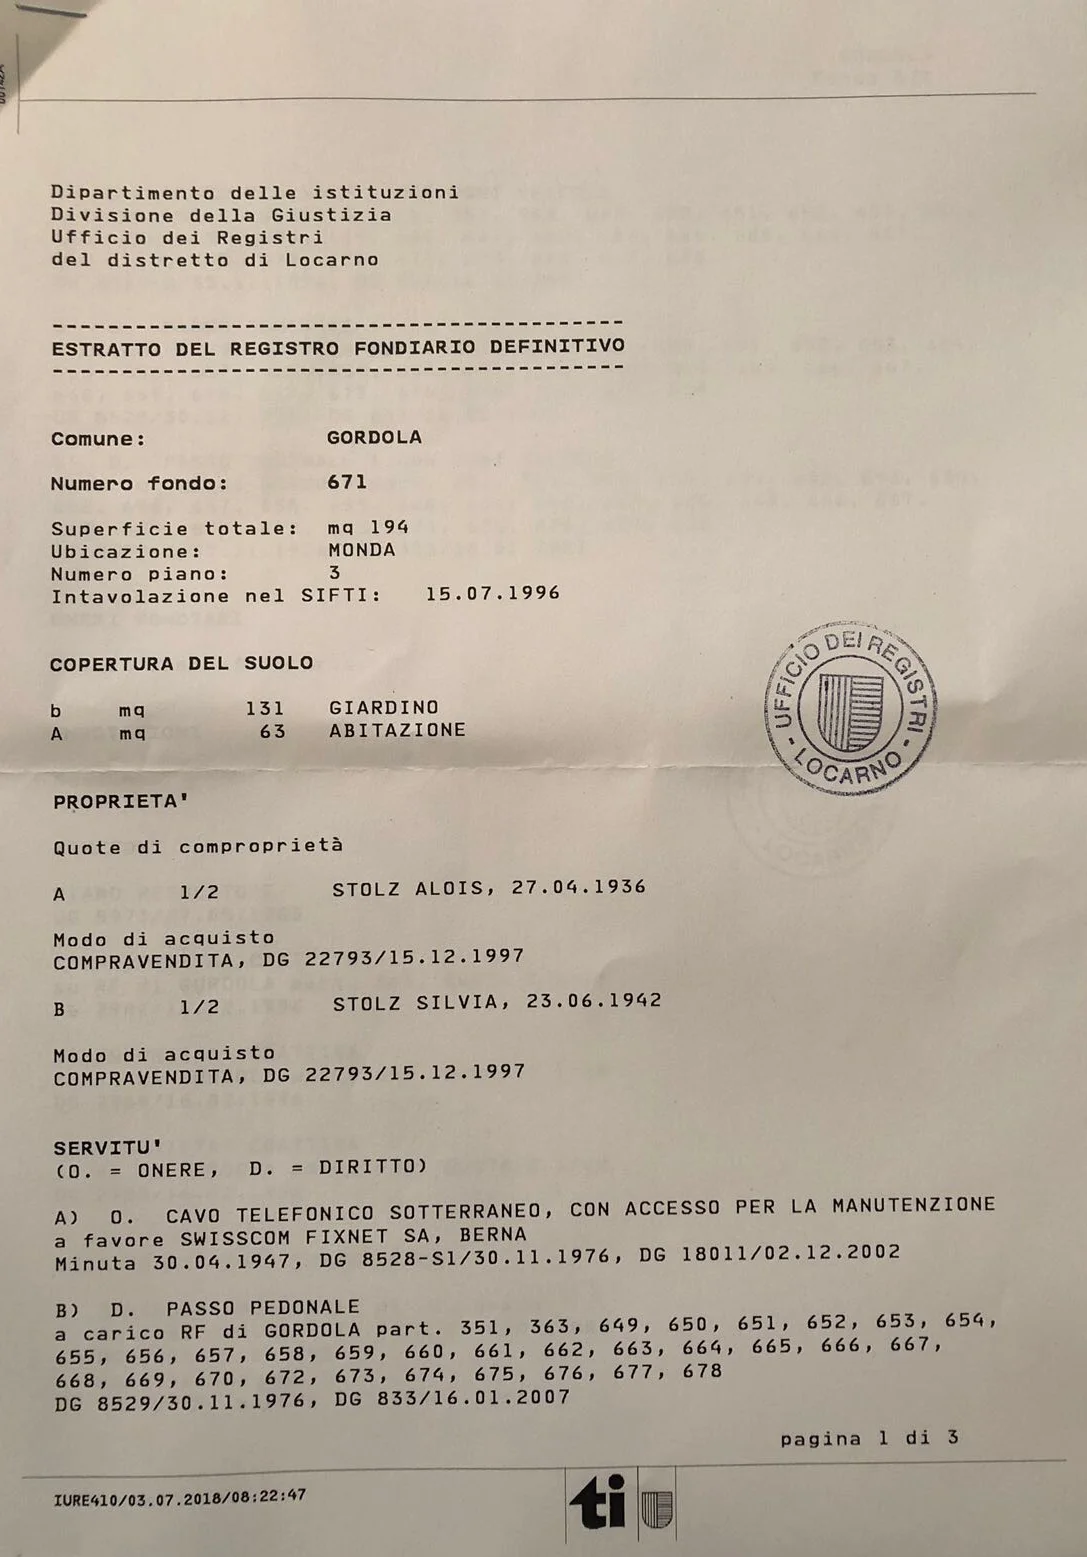 Dipartimento delle istituzioni
Divisione della Giustizia
Ufficio dei Registri
del distretto di Locarno
ESTRATTO DEL REGISTRO FONDIARIO DEFINITIVO
Comune: GORDOLA
Numero fondo: 671
Superficie totale: mq 194
Ubicazione: MONDA
Numero piano: 3
Intavolazione nel SIFTI: 15.07.1996
COPERTURA DEL SUOLO
b mq 131 GIARDINO
A mq 63 ABITAZIONE
UFFICIO DEI REGISTRI
- LOCARNO -
PROPRIETA'
Quote di comproprietà
A 1/2 STOLZ ALOIS, 27.04.1936
Modo di acquisto
COMPRAVENDITA, DG 22793/15.12.1997
B 1/2 STOLZ SILVIA, 23.06.1942
Modo di acquisto
COMPRAVENDITA, DG 22793/15.12.1997
SERVITU'
(O. = ONERE, D. = DIRITTO)
A) O. CAVO TELEFONICO SOTTERRANEO, CON ACCESSO PER LA MANUTENZIONE
a favore SWISSCOM FIXNET SA, BERNA
Minuta 30.04.1947, DG 8528-S1/30.11.1976, DG 18011/02.12.2002
B) D. PASSO PEDONALE
a carico RF di GORDOLA part. 351, 363, 649, 650, 651, 652, 653, 654,
655, 656, 657, 658, 659, 660, 661, 662, 663, 664, 665, 666, 667,
668, 669, 670, 672, 673, 674, 675, 676, 677, 678
DG 8529/30.11.1976, DG 833/16.01.2007
pagina 1 di 3
IURE410/03.07.2018/08:22:47
ti